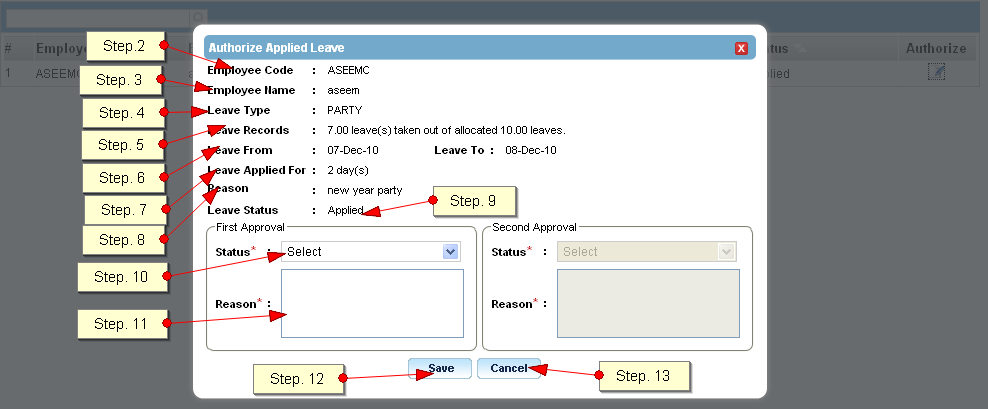 Step.2
Step. 3
Step. 4
Step. 5
Step. 6
Step. 7
Step. 8
Step. 9
Step. 10
Step. 11
Step. 12
Step. 13
# Employe Status Authorize
1 ASEEMC plied
Authorize Applied Leave X
Employee Code : ASEEMC
Employee Name : aseem
Leave Type : PARTY
Leave Records : 7.00 leave(s) taken out of allocated 10.00 leaves.
Leave From : 07-Dec-10 Leave To : 08-Dec-10
Leave Applied For : 2 day(s)
Reason : new year party
Leave Status : Applied
First Approval
Status* : Select
Reason* :
Second Approval
Status* : Select
Reason* :
Save Cancel